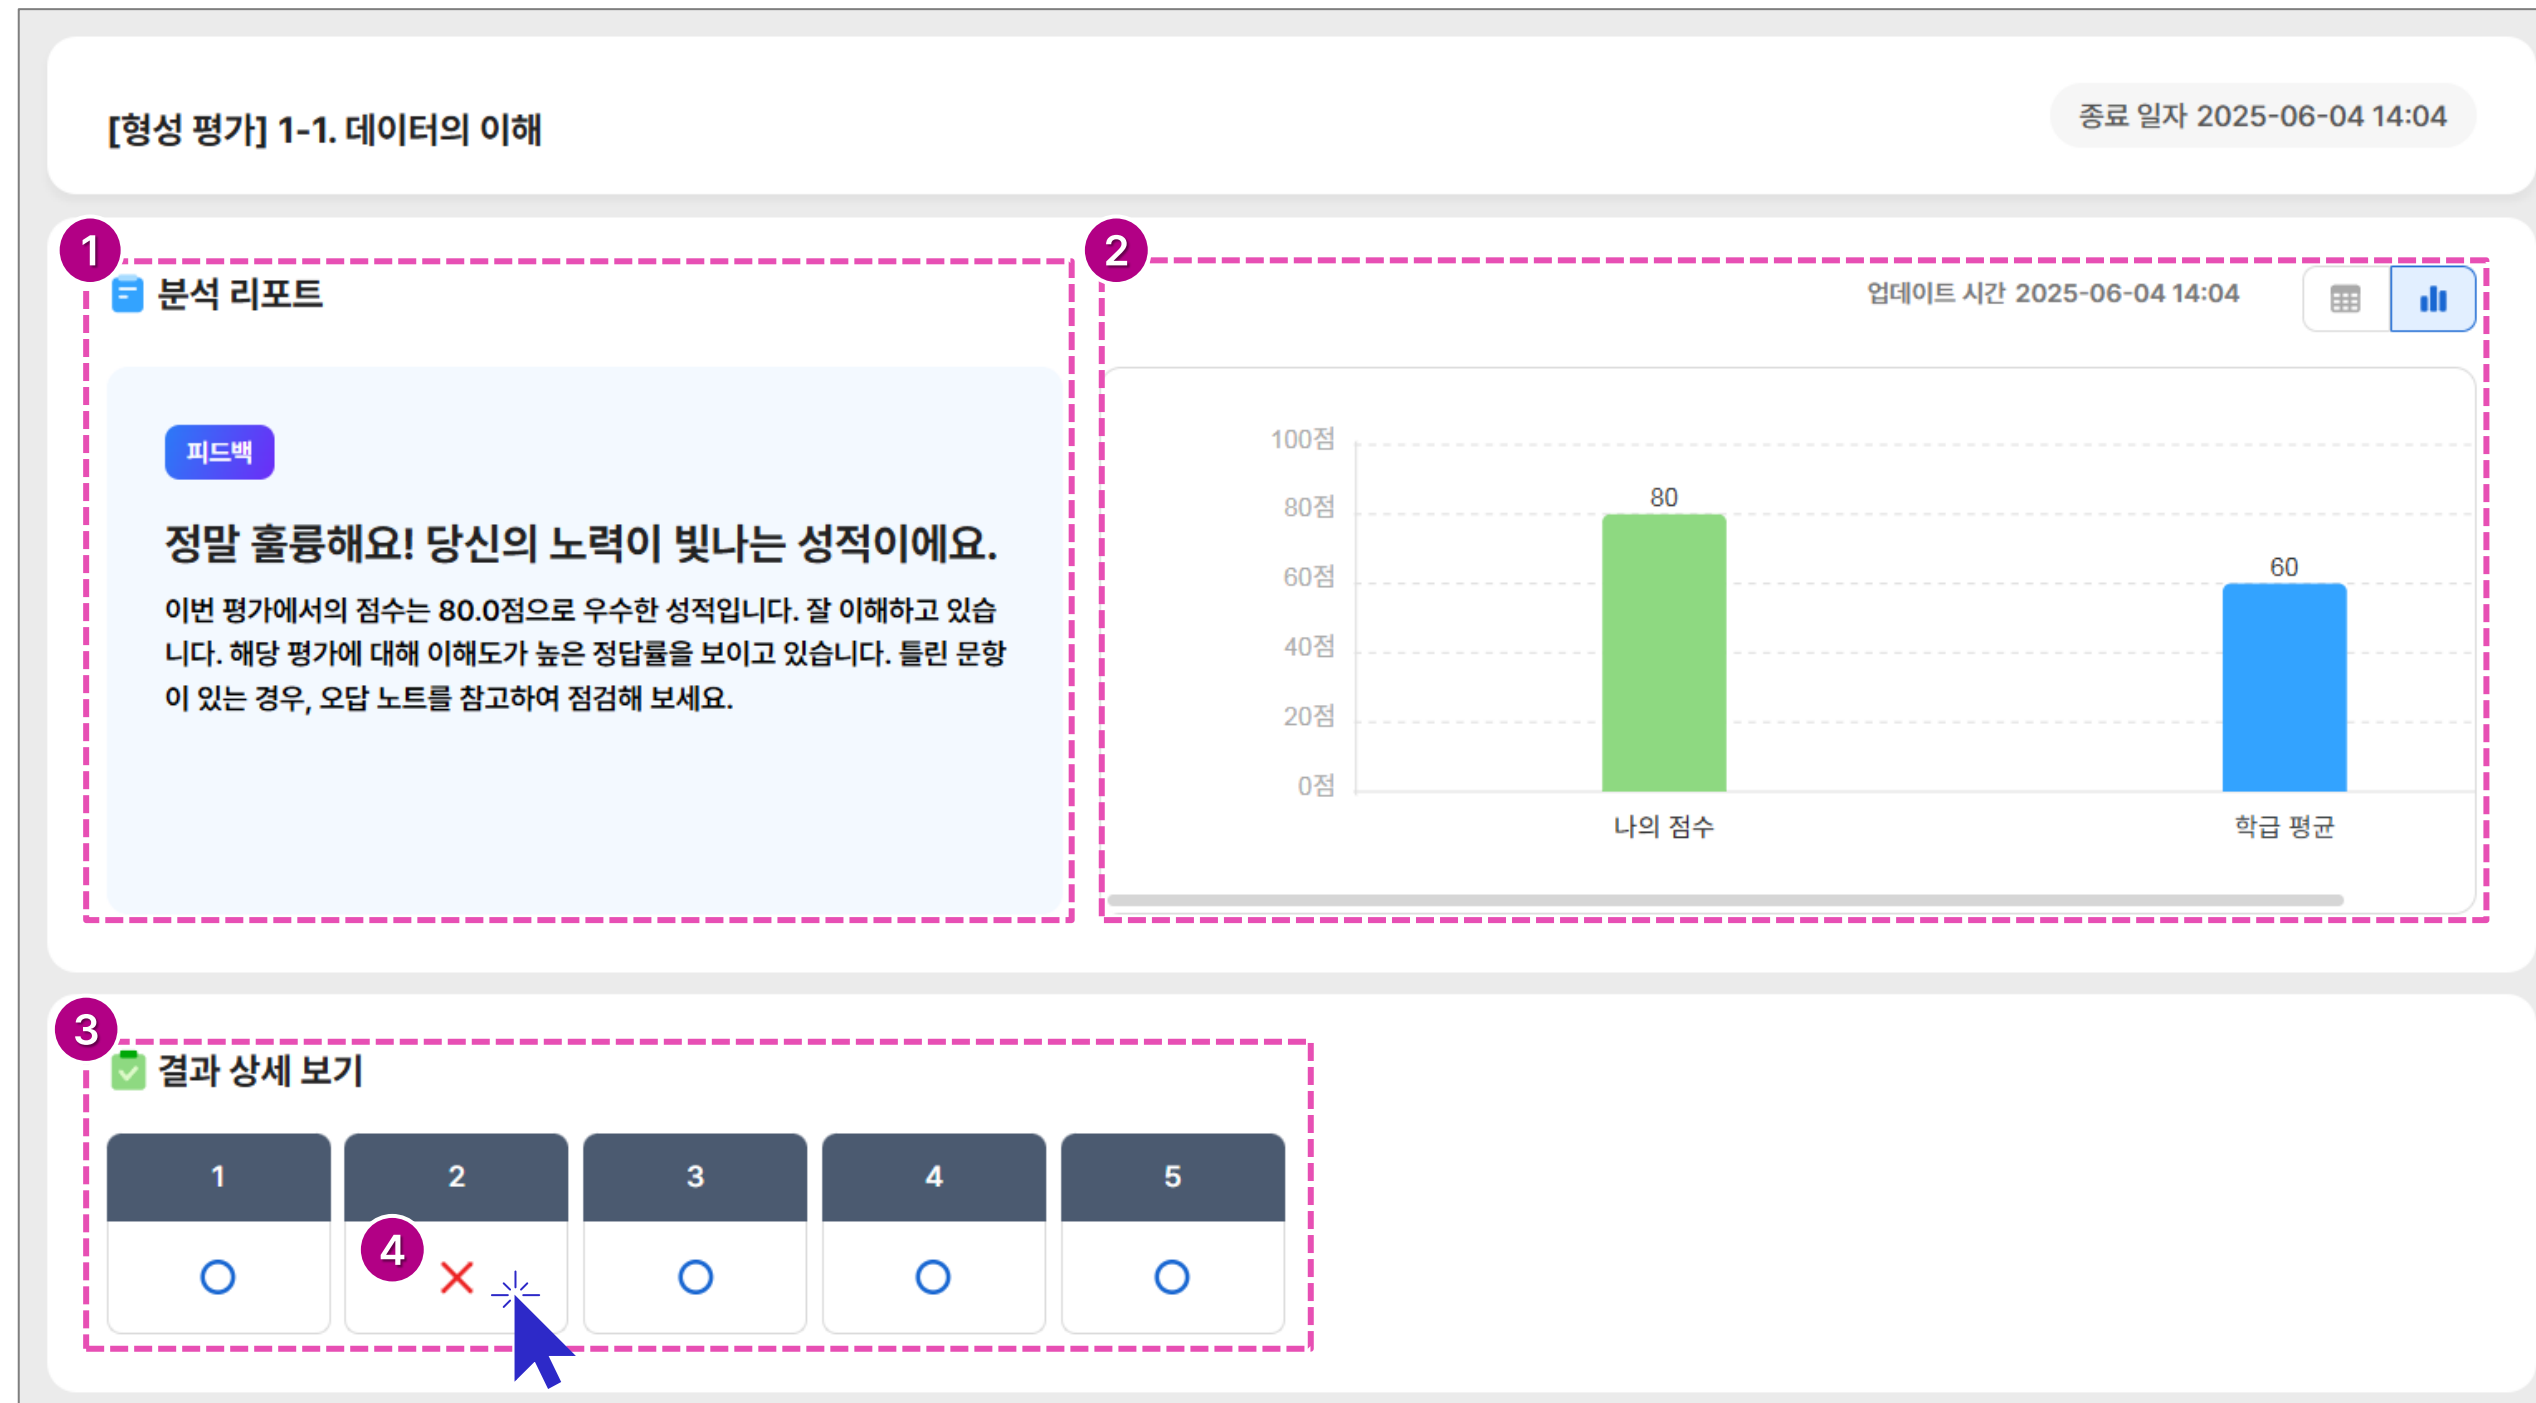 [형성 평가] 1-1. 데이터의 이해
종료 일자 2025-06-04 14:04
1
분석 리포트
피드백
정말 훌륭해요! 당신의 노력이 빛나는 성적이에요.
이번 평가에서의 점수는 80.0점으로 우수한 성적입니다. 잘 이해하고 있습
니다. 해당 평가에 대해 이해도가 높은 정답률을 보이고 있습니다. 틀린 문항
이 있는 경우, 오답 노트를 참고하여 점검해 보세요.
2
업데이트 시간 2025-06-04 14:04
100점
80점
60점
40점
20점
0점
80
60
나의 점수
학급 평균
3
결과 상세 보기
1 2 3 4 5
4